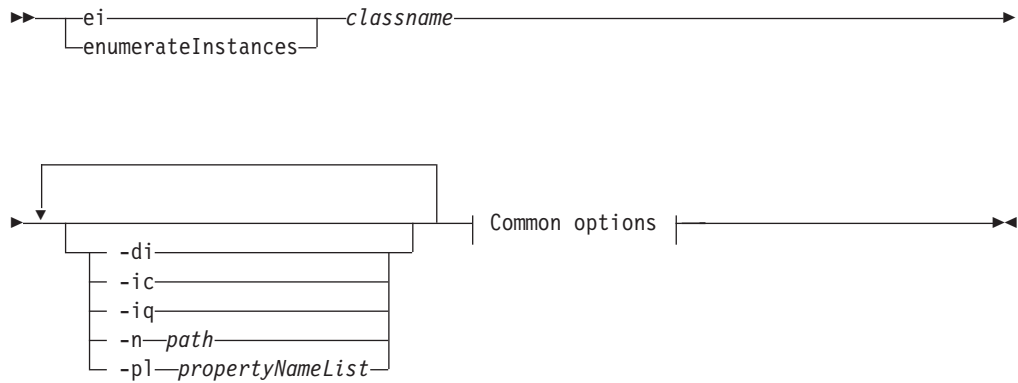 ei classname
enumerateInstances
Common options
-di
-ic
-iq
-n path
-pl propertyNameList